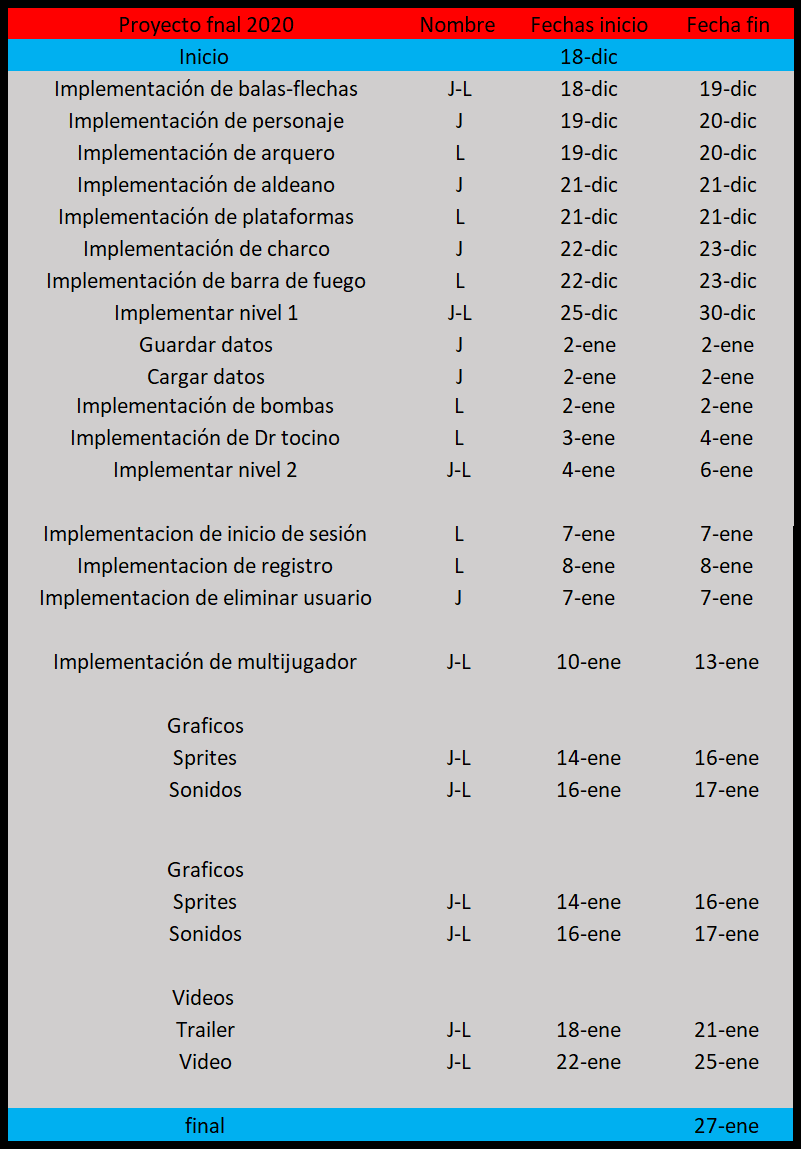 Proyecto fnal 2020 Nombre Fechas inicio Fecha fin
Inicio 18-dic
Implementación de balas-flechas J-L 18-dic 19-dic
Implementación de personaje J 19-dic 20-dic
Implementación de arquero L 19-dic 20-dic
Implementación de aldeano J 21-dic 21-dic
Implementación de plataformas L 21-dic 21-dic
Implementación de charco J 22-dic 23-dic
Implementación de barra de fuego L 22-dic 23-dic
Implementar nivel 1 J-L 25-dic 30-dic
Guardar datos J 2-ene 2-ene
Cargar datos J 2-ene 2-ene
Implementación de bombas L 2-ene 2-ene
Implementación de Dr tocino L 3-ene 4-ene
Implementar nivel 2 J-L 4-ene 6-ene
Implementacion de inicio de sesión L 7-ene 7-ene
Implementacion de registro L 8-ene 8-ene
Implementacion de eliminar usuario J 7-ene 7-ene
Implementación de multijugador J-L 10-ene 13-ene
Graficos
Sprites J-L 14-ene 16-ene
Sonidos J-L 16-ene 17-ene
Graficos
Sprites J-L 14-ene 16-ene
Sonidos J-L 16-ene 17-ene
Videos
Trailer J-L 18-ene 21-ene
Video J-L 22-ene 25-ene
final 27-ene